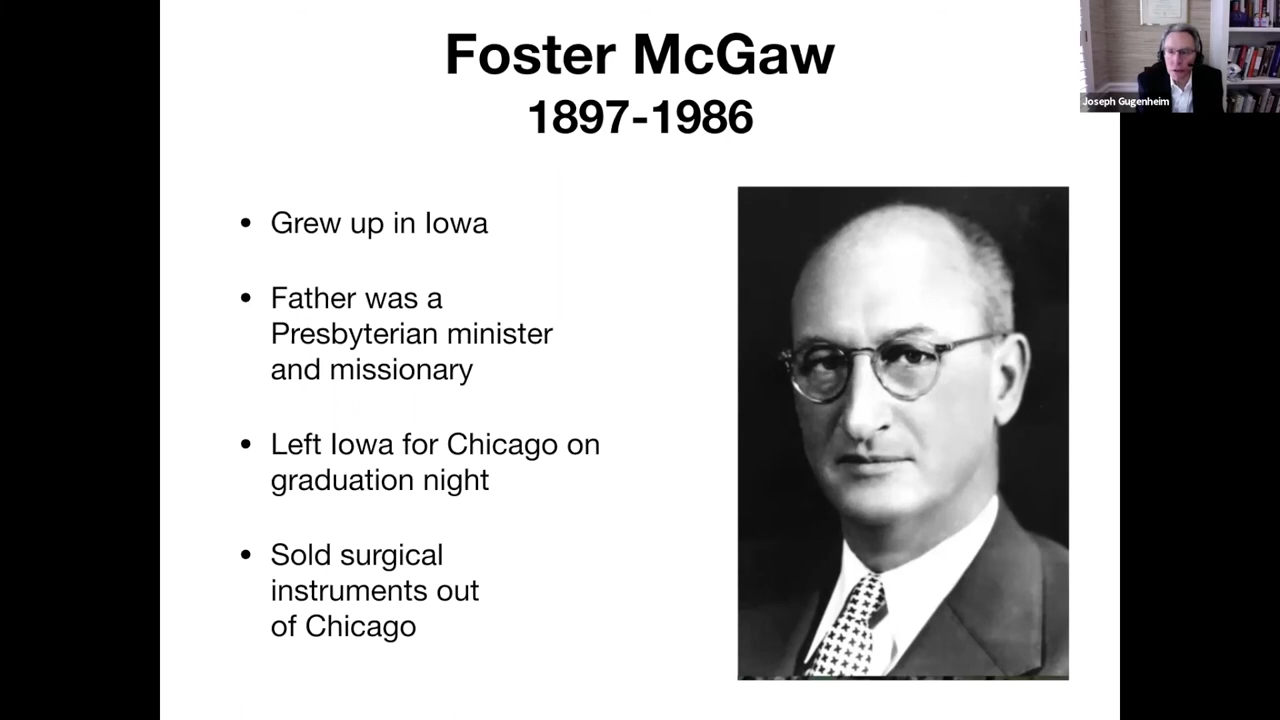 Foster McGaw
1897-1986
Joseph Gugenheim
• Grew up in Iowa
• Father was a
Presbyterian minister
and missionary
• Left Iowa for Chicago on
graduation night
• Sold surgical
instruments out
of Chicago